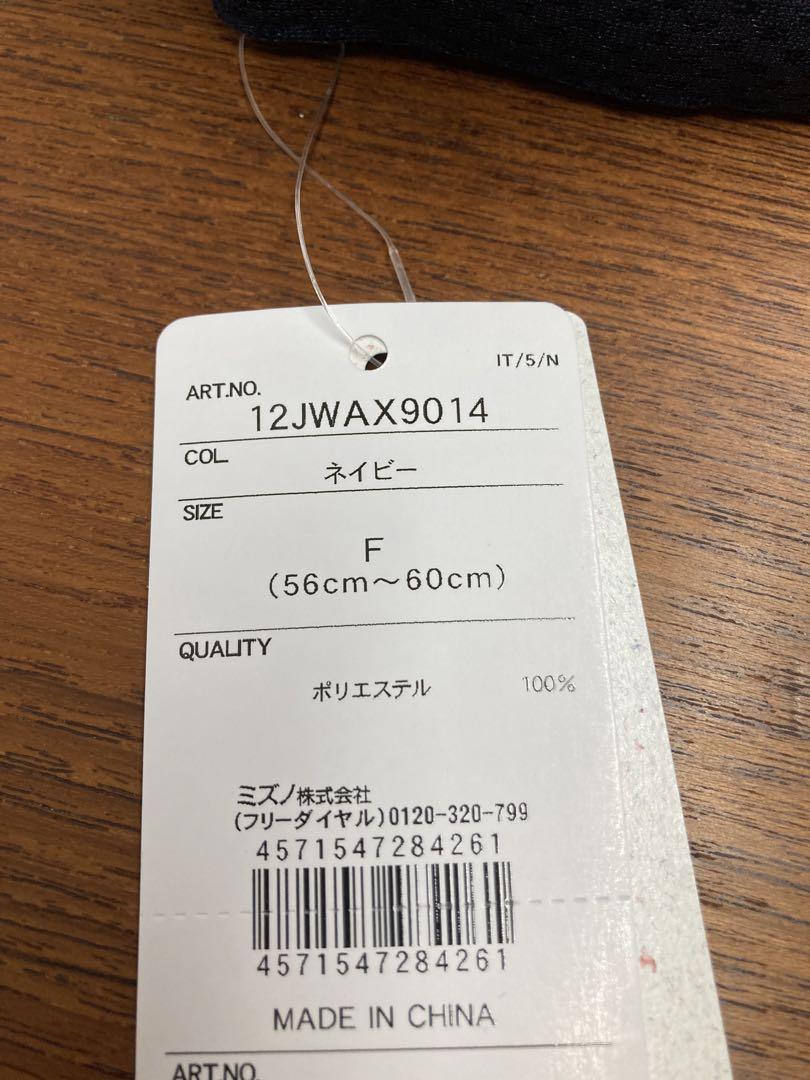 IT/5/N
ART.NO.
12JWAX9014
COL.
ネイビー
SIZE
F
(56cm～60cm)
QUALITY
ポリエステル 100%
ミズノ株式会社
(フリーダイヤル)0120-320-799
4571547284261
4571547284261
MADE IN CHINA
ART.NO.